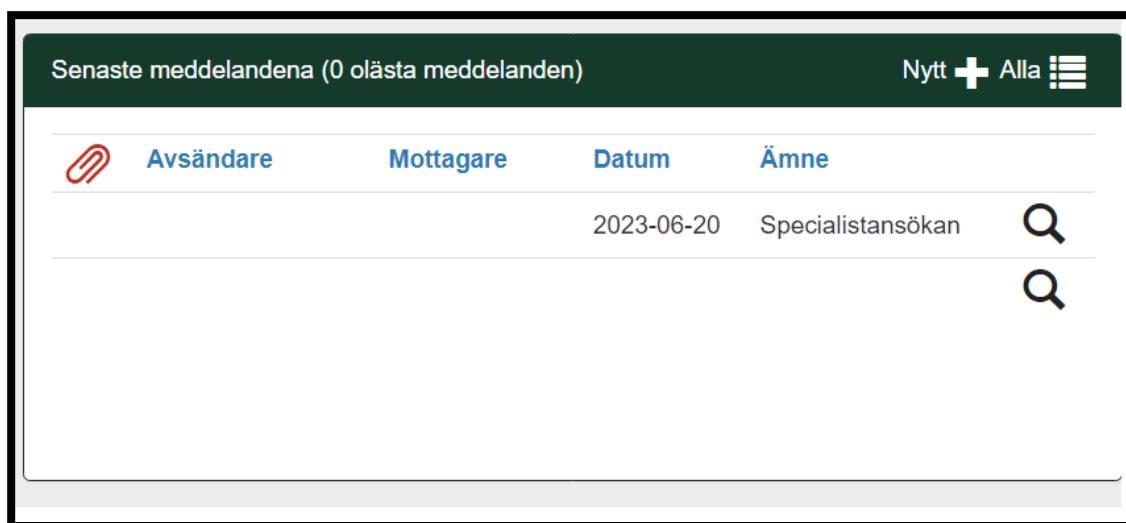 Senaste meddelandena (0 olästa meddelanden) Nytt Alla
Avsändare Mottagare Datum Ämne
2023-06-20 Specialistansökan